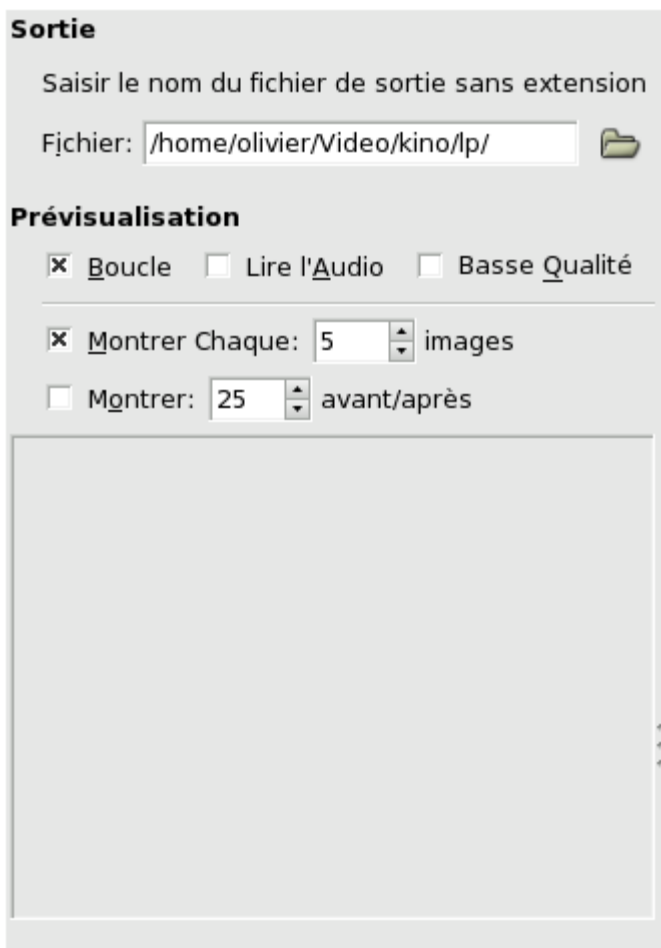 Sortie
Saisir le nom du fichier de sortie sans extension
Fichier: /home/olivier/Video/kino/lp/
Prévisualisation
Boucle Lire l'Audio Basse Qualité
Montrer Chaque: 5 images
Montrer: 25 avant/après